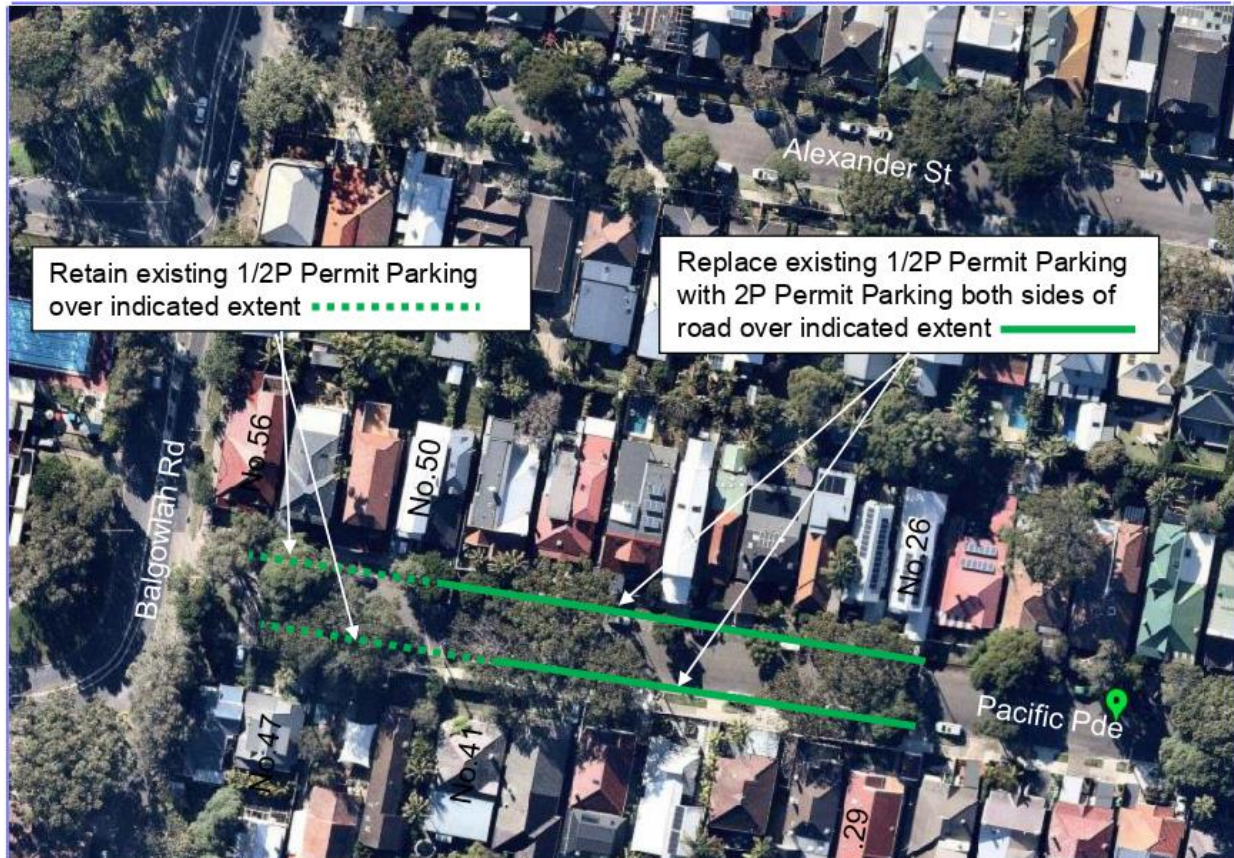 Alexander St
Retain existing 1/2P Permit Parking
over indicated extent
Replace existing 1/2P Permit Parking
with 2P Permit Parking both sides of
road over indicated extent
Balgowlah Rd
No.56
No.50
No.26
Pacific Pde
No.47
No.41
.29